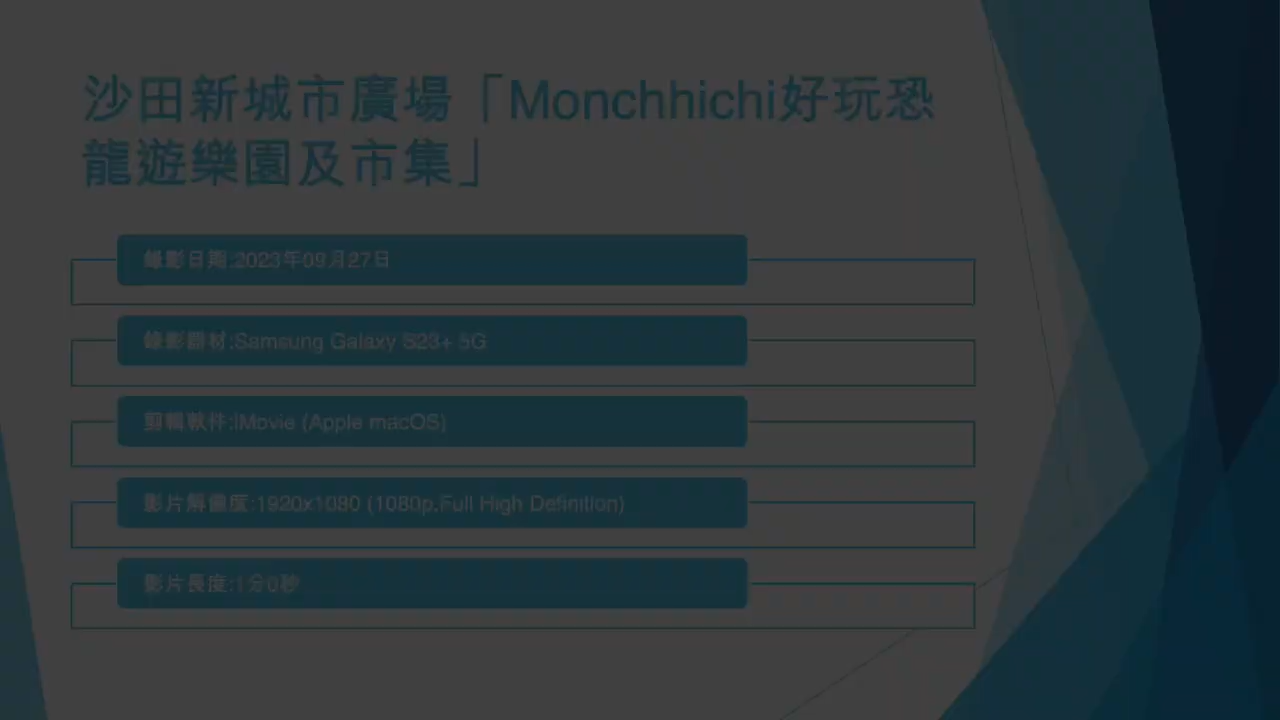 沙田新城市廣場「Monchhichi好玩恐
龍遊樂園及市集」
錄影日期:2023年09月27日
錄影器材:Samsung Galaxy S23+ 5G
剪輯軟件:iMovie (Apple macOS)
影片解像度:1920x1080 (1080p,Full High Definition)
影片長度:1分0秒